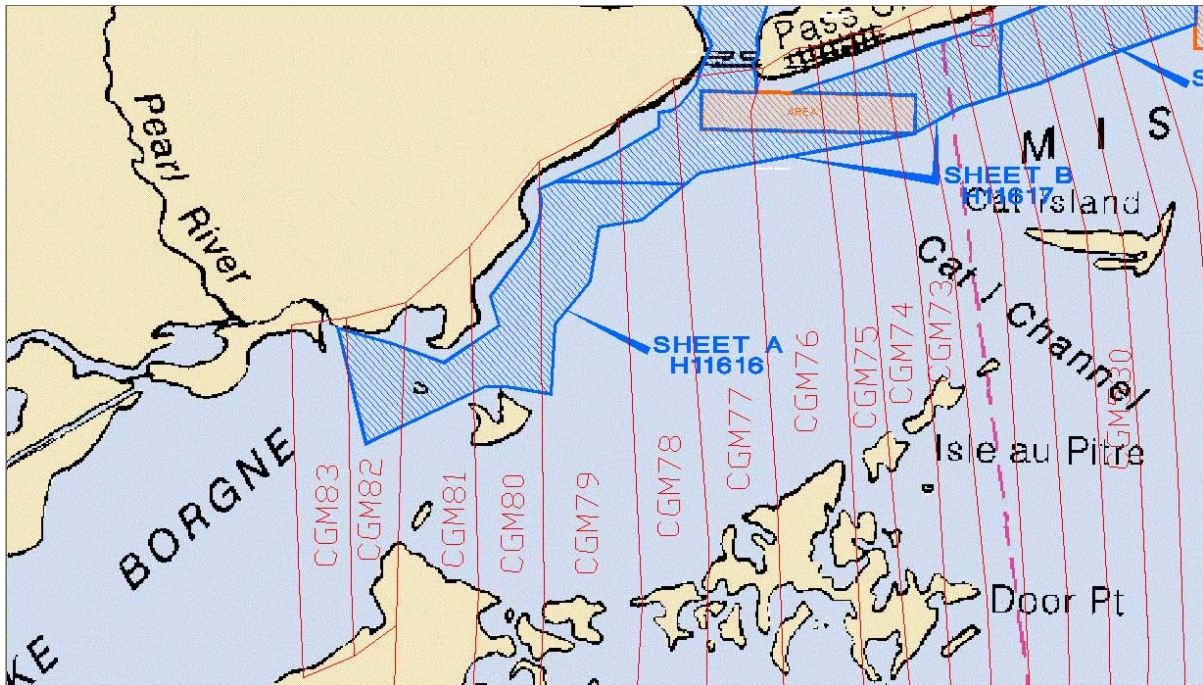 Pass
AREA
S
MIS
Pearl
River
SHEET B
H11617
Cat Island
Cat I Channel
SHEET A
H11616
CGM73
CGM74
CGM75
CGM76
CGM77
CGM78
CGM79
CGM80
CGM81
CGM82
CGM83
Isle au Pitre
BORGNE
Door Pt
KE